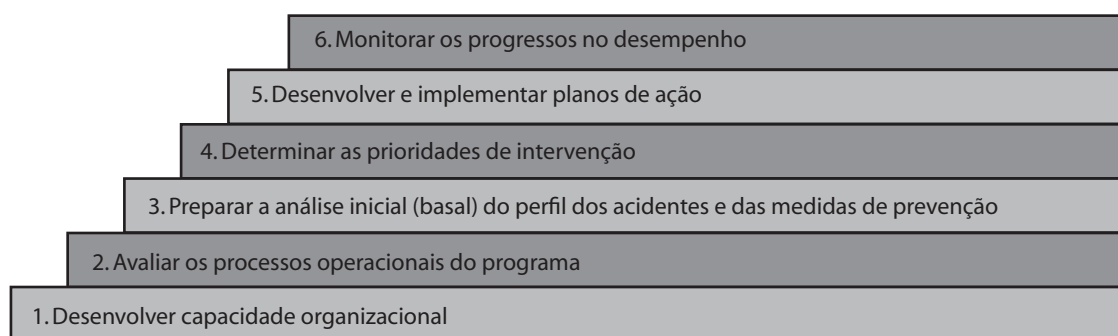 6. Monitorar os progressos no desempenho
5. Desenvolver e implementar planos de ação
4. Determinar as prioridades de intervenção
3. Preparar a análise inicial (basal) do perfil dos acidentes e das medidas de prevenção
2. Avaliar os processos operacionais do programa
1. Desenvolver capacidade organizacional